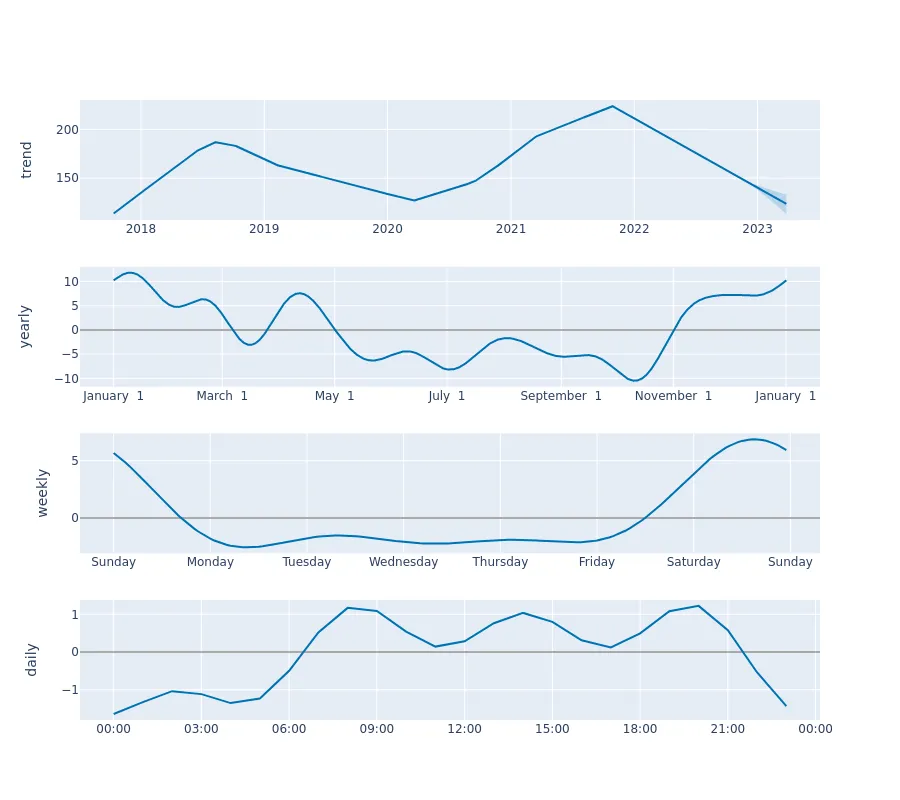 trend
200
150
2018 2019 2020 2021 2022 2023
yearly
10
5
0
−5
−10
January 1 March 1 May 1 July 1 September 1 November 1 January 1
weekly
5
0
Sunday Monday Tuesday Wednesday Thursday Friday Saturday Sunday
daily
1
0
−1
00:00 03:00 06:00 09:00 12:00 15:00 18:00 21:00 00:00